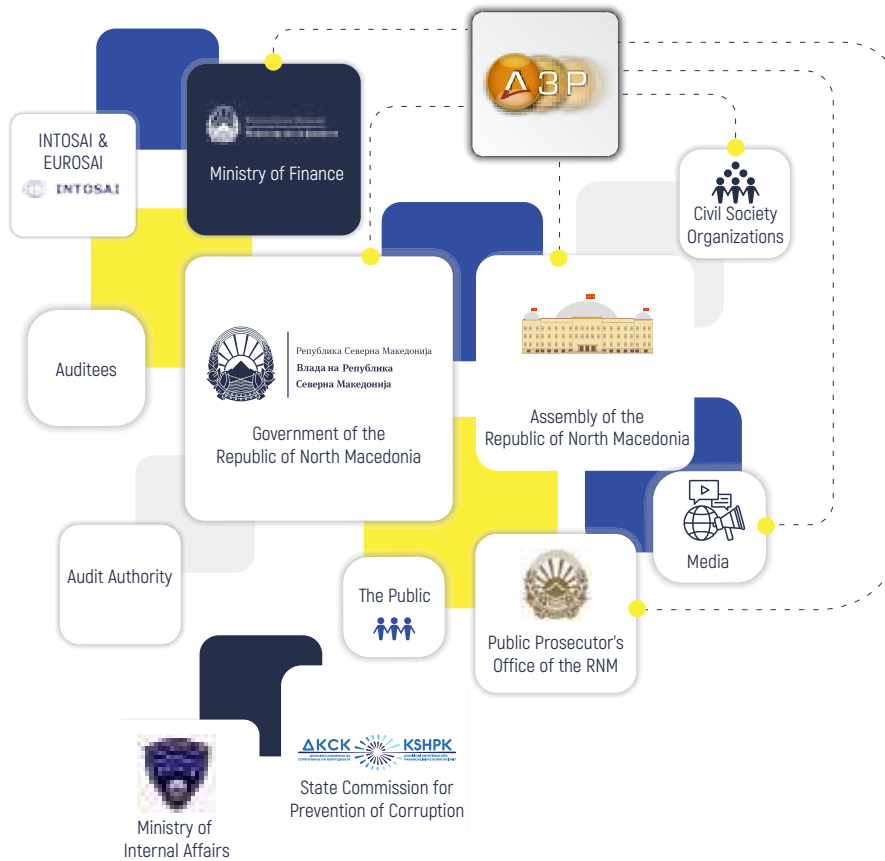 ДЗР
INTOSAI &
EUROSAI
INTOSAI
Ministry of Finance
Civil Society
Organizations
Auditees
Република Северна Македонија
Влада на Република
Северна Македонија
Government of the
Republic of North Macedonia
Assembly of the
Republic of North Macedonia
Media
Audit Authority
The Public
Public Prosecutor's
Office of the RNM
ДКСК
KSHPK
State Commission for
Prevention of Corruption
Ministry of
Internal Affairs